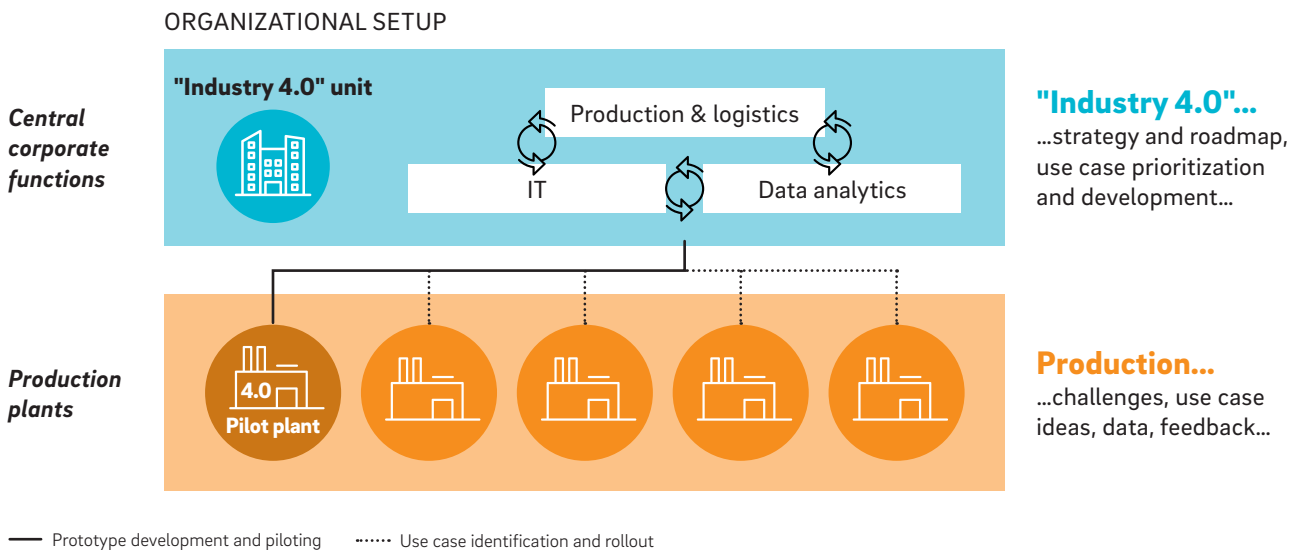 ORGANIZATIONAL SETUP
Central
corporate
functions
"Industry 4.0" unit
Production & logistics
IT
Data analytics
"Industry 4.0"...
...strategy and roadmap,
use case prioritization
and development...
Production
plants
4.0
Pilot plant
Production...
...challenges, use case
ideas, data, feedback...
Prototype development and piloting
Use case identification and rollout